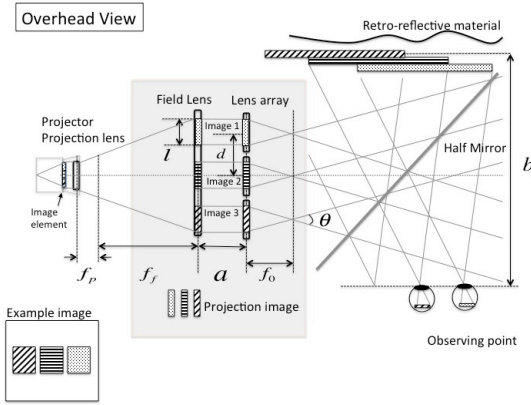 Overhead View
Retro-reflective material
Field Lens
Lens array
Projector
Projection lens
Image 1
l
d
Half Mirror
b
Image 2
Image
element
Image 3
θ
f_p
f_f
a
f_0
Projection image
Example image
Observing point